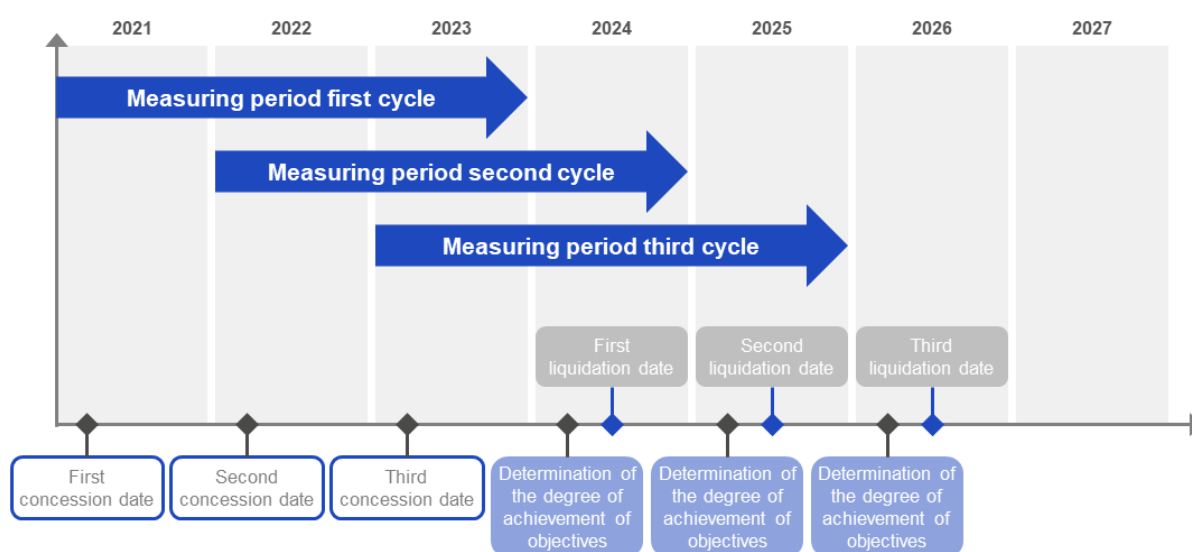 2021 2022 2023 2024 2025 2026 2027
Measuring period first cycle
Measuring period second cycle
Measuring period third cycle
First
liquidation date
Second
liquidation date
Third
liquidation date
First
concession date
Second
concession date
Third
concession date
Determination of
the degree of
achievement of
objectives
Determination of
the degree of
achievement of
objectives
Determination of
the degree of
achievement of
objectives